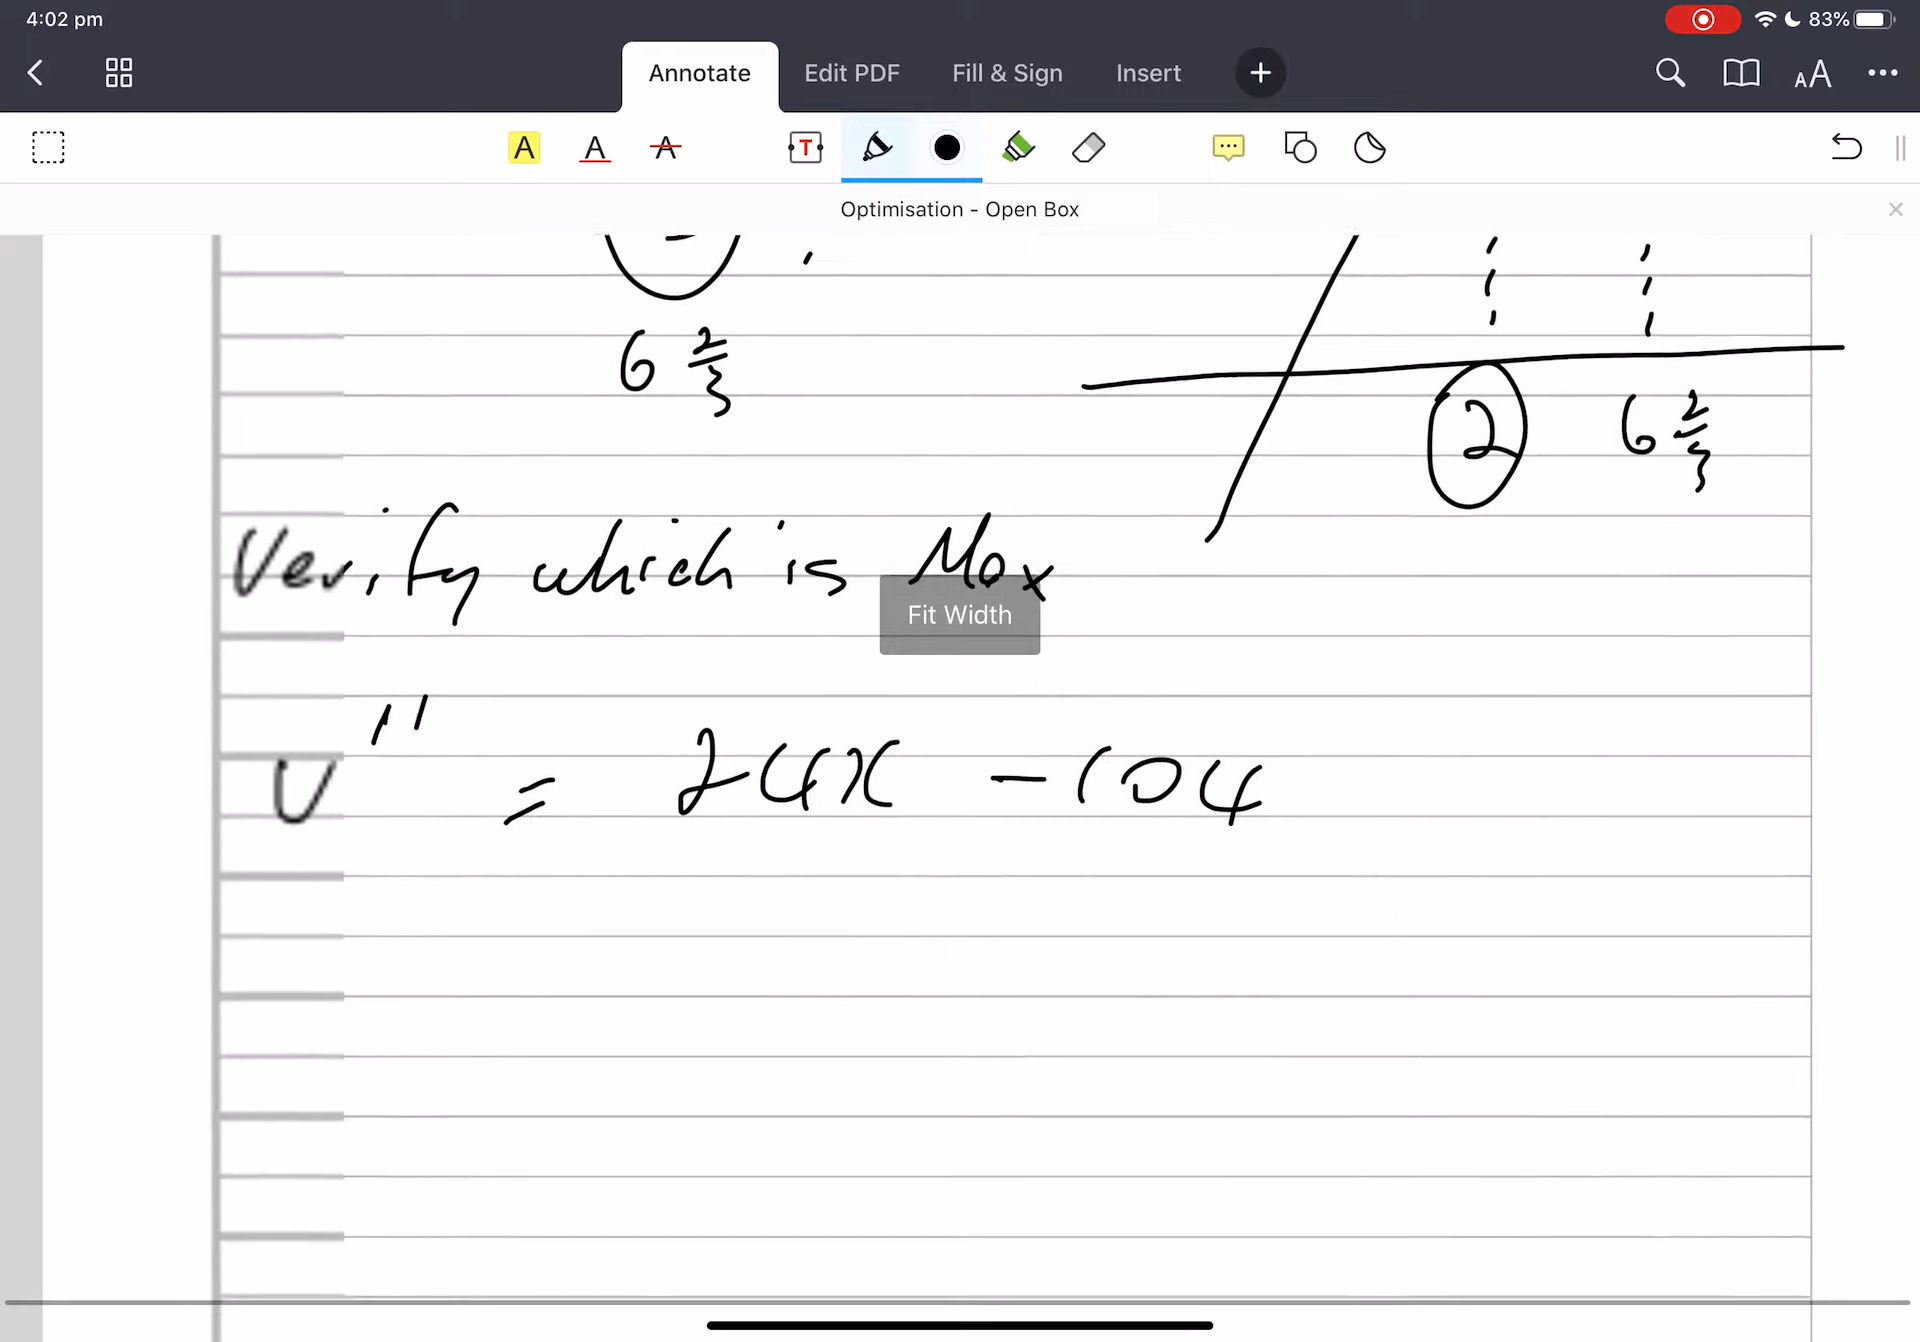 4:02 pm
83%
Annotate Edit PDF Fill & Sign Insert +
AA
A A A T
Optimisation - Open Box
6 2/3
2 6 2/3
Verify which is Max
Fit Width
V'' = 24x - 104